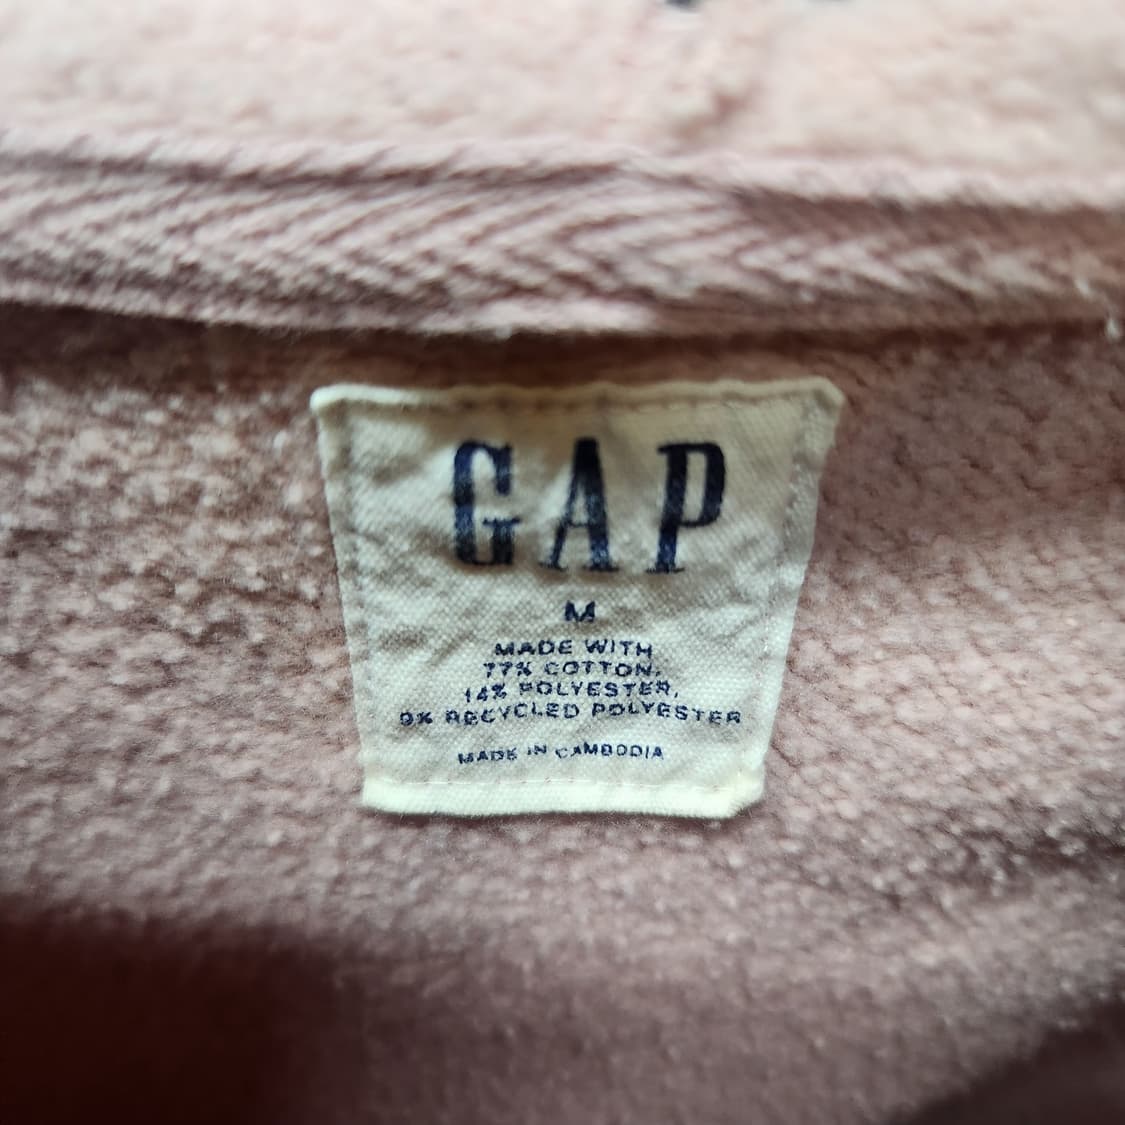 GAP
M
MADE WITH
77% COTTON,
14% POLYESTER,
9% RECYCLED POLYESTER
MADE IN CAMBODIA